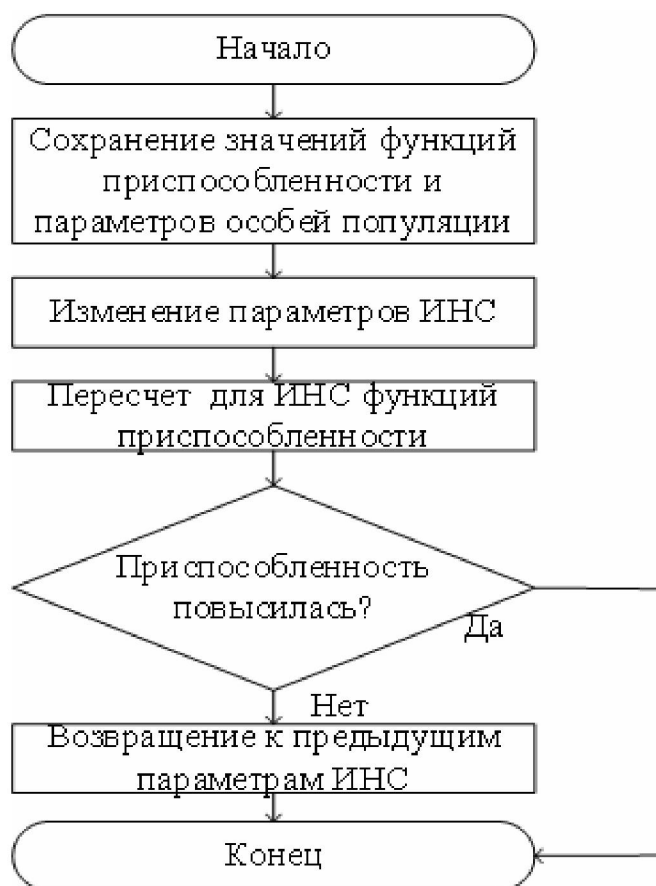 Начало
Сохранение значений функций
приспособленности и
параметров особей популяции
Изменение параметров ИНС
Пересчет для ИНС функций
приспособленности
Приспособленность
повысилась?
Да
Нет
Возвращение к предыдущим
параметрам ИНС
Конец